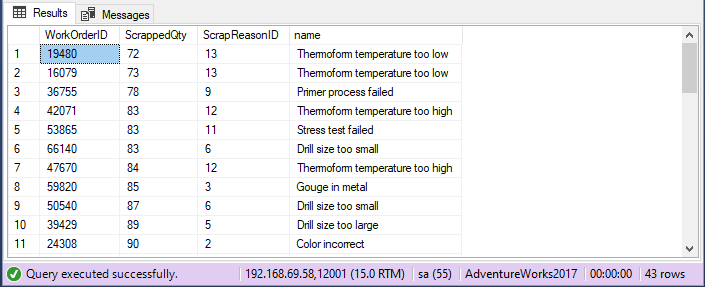 Results Messages
WorkOrderID ScrappedQty ScrapReasonID name
1 19480 72 13 Thermoform temperature too low
2 16079 73 13 Thermoform temperature too low
3 36755 78 9 Primer process failed
4 42071 83 12 Thermoform temperature too high
5 53865 83 11 Stress test failed
6 66140 83 6 Drill size too small
7 47670 84 12 Thermoform temperature too high
8 59820 85 3 Gouge in metal
9 50540 87 6 Drill size too small
10 39429 89 5 Drill size too large
11 24308 90 2 Color incorrect
Query executed successfully. 192.168.69.58,12001 (15.0 RTM) sa (55) AdventureWorks2017 00:00:00 43 rows